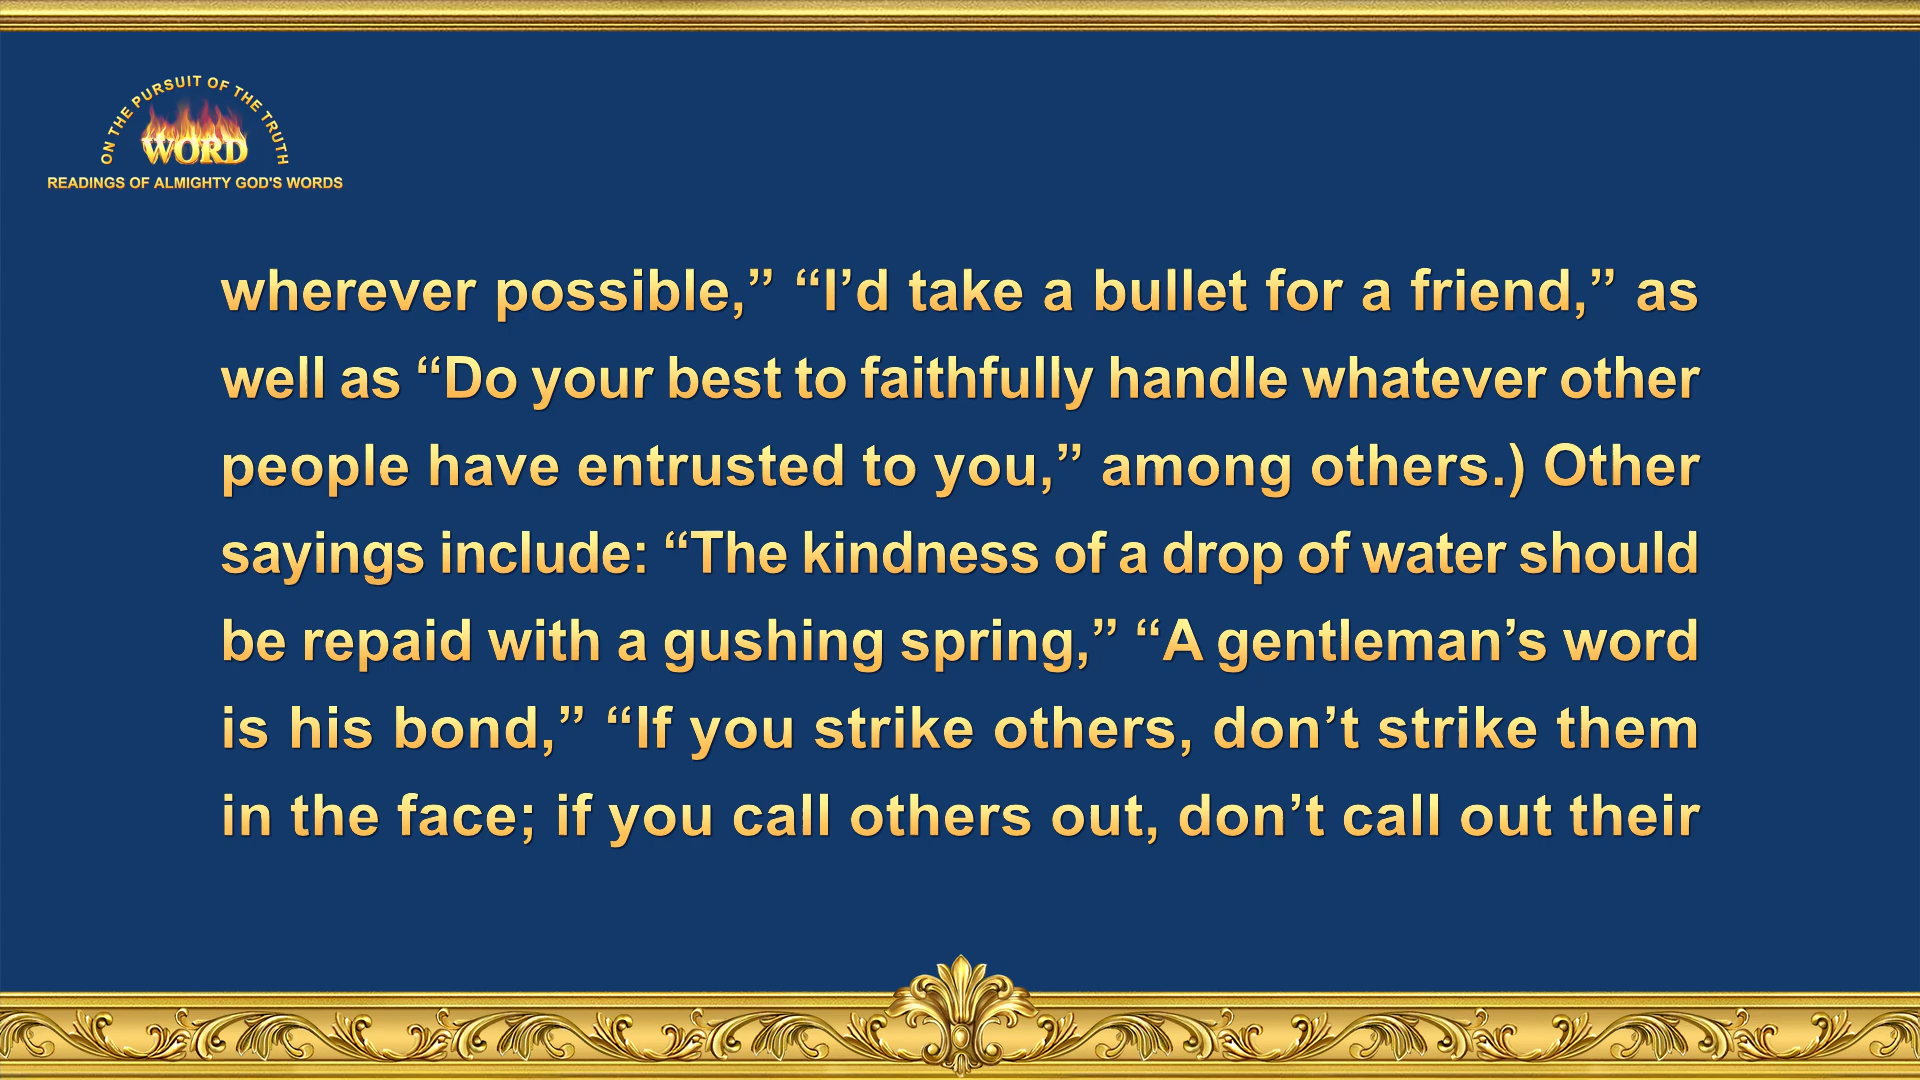 ON THE PURSUIT OF THE TRUTH
WORD
READINGS OF ALMIGHTY GOD'S WORDS
wherever possible,” “I’d take a bullet for a friend,” as
well as “Do your best to faithfully handle whatever other
people have entrusted to you,” among others.) Other
sayings include: “The kindness of a drop of water should
be repaid with a gushing spring,” “A gentleman’s word
is his bond,” “If you strike others, don’t strike them
in the face; if you call others out, don’t call out their